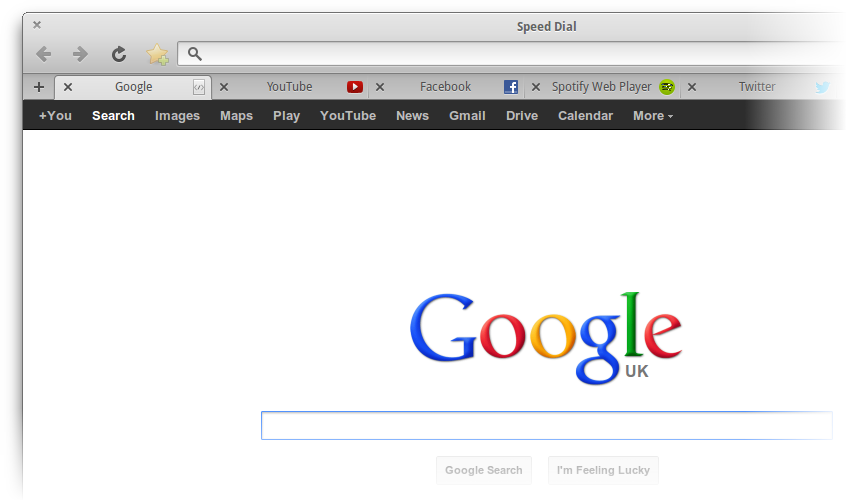 Speed Dial
Google YouTube Facebook Spotify Web Player Twitter
+You Search Images Maps Play YouTube News Gmail Drive Calendar More
Google
UK
Google Search I'm Feeling Lucky